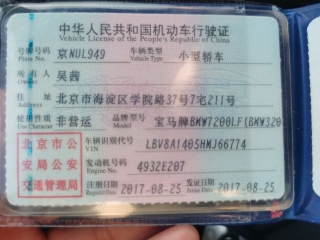 中华人民共和国机动车行驶证
Vehicle License of the People's Republic of China
号牌号码 京NUL949 车辆类型 小型轿车
Plate No. Vehicle Type
所有人 吴茜
Owner
住址 北京市海淀区学院路37号7宅211号
Address
使用性质 非营运 品牌型号 宝马牌BMW7200LF(BMW320
Use Character Model
北京市公 车辆识别代号 LBV8A1405HMJ66774
VIN
安局公安 发动机号码 4932E207
Engine No.
交通管理局 注册日期 2017-08-25 发证日期 2017-08-25
Register Date Issue Date